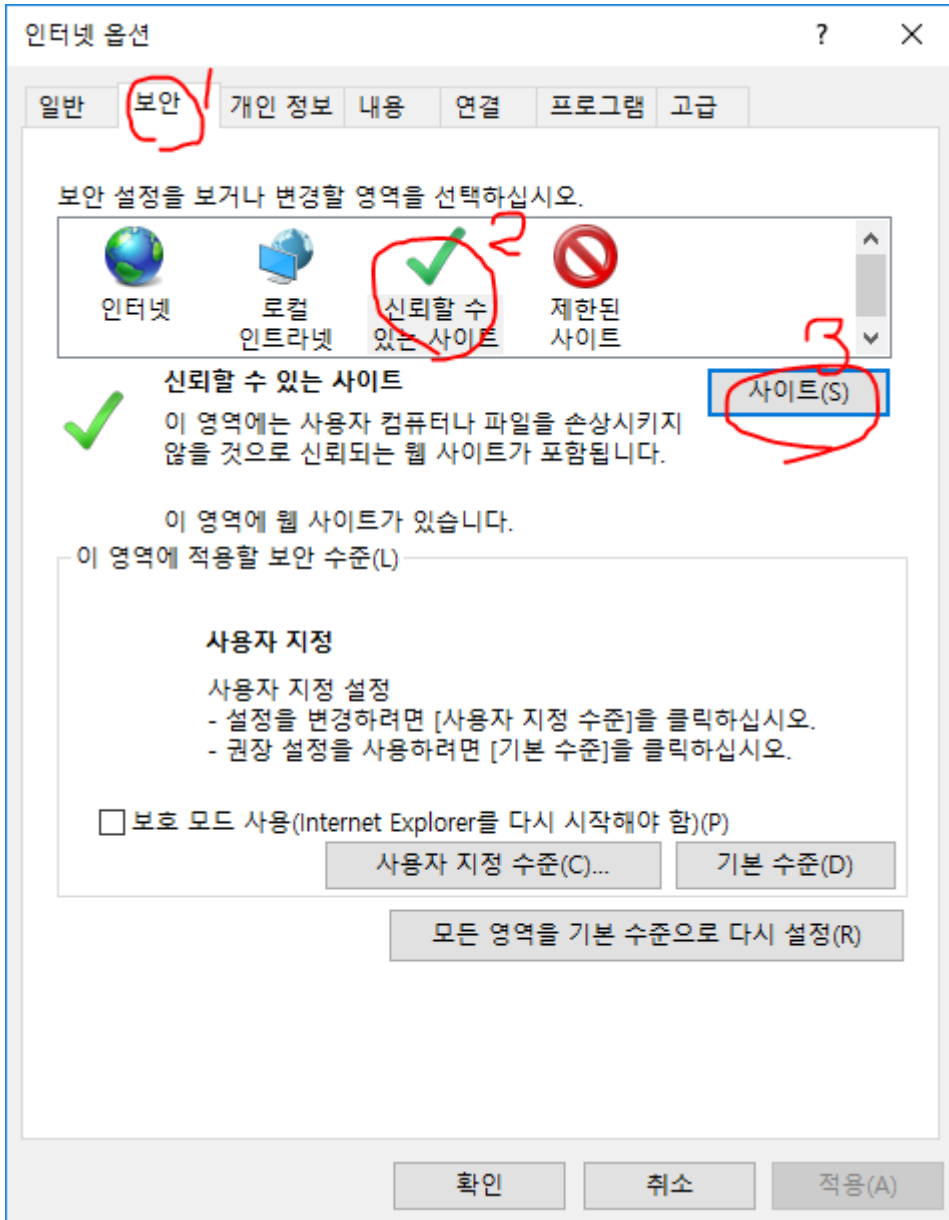 인터넷 옵션 ? ×
일반 보안 개인 정보 내용 연결 프로그램 고급
1
보안 설정을 보거나 변경할 영역을 선택하십시오.
2
인터넷
로컬
인트라넷
신뢰할 수
있는 사이트
제한된
사이트
3
신뢰할 수 있는 사이트
사이트(S)
이 영역에는 사용자 컴퓨터나 파일을 손상시키지
않을 것으로 신뢰되는 웹 사이트가 포함됩니다.
이 영역에 웹 사이트가 있습니다.
이 영역에 적용할 보안 수준(L)
사용자 지정
사용자 지정 설정
- 설정을 변경하려면 [사용자 지정 수준]을 클릭하십시오.
- 권장 설정을 사용하려면 [기본 수준]을 클릭하십시오.
보호 모드 사용(Internet Explorer를 다시 시작해야 함)(P)
사용자 지정 수준(C)... 기본 수준(D)
모든 영역을 기본 수준으로 다시 설정(R)
확인 취소 적용(A)